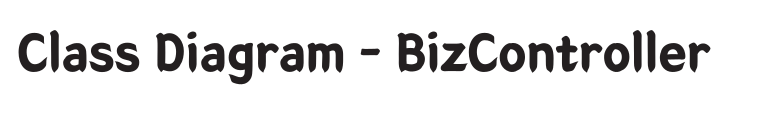 Class Diagram - BizController